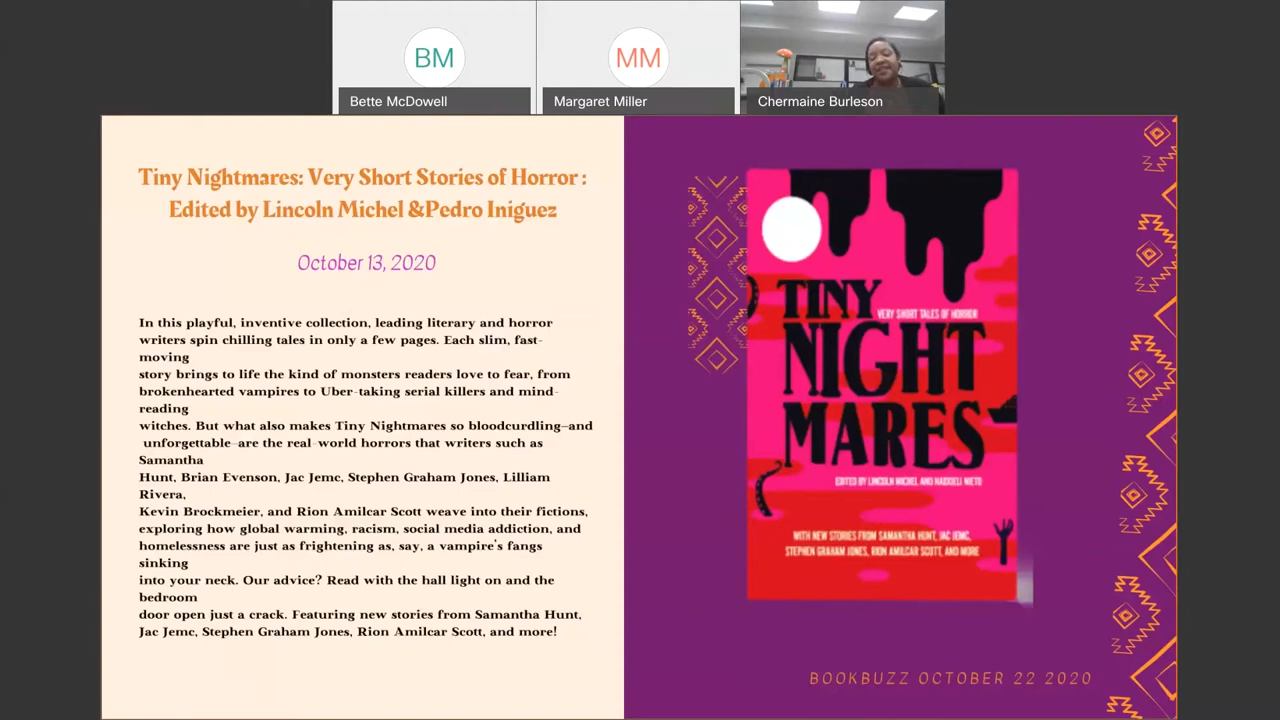 BM
MM
Bette McDowell
Margaret Miller
Chermaine Burleson
Tiny Nightmares: Very Short Stories of Horror :
Edited by Lincoln Michel &Pedro Iniguez
October 13, 2020
In this playful, inventive collection, leading literary and horror
writers spin chilling tales in only a few pages. Each slim, fast-
moving
story brings to life the kind of monsters readers love to fear, from
brokenhearted vampires to Uber-taking serial killers and mind-
reading
witches. But what also makes Tiny Nightmares so bloodcurdling—and
unforgettable—are the real-world horrors that writers such as
Samantha
Hunt, Brian Evenson, Jac Jemc, Stephen Graham Jones, Lilliam
Rivera,
Kevin Brockmeier, and Rion Amilcar Scott weave into their fictions,
exploring how global warming, racism, social media addiction, and
homelessness are just as frightening as, say, a vampire's fangs
sinking
into your neck. Our advice? Read with the hall light on and the
bedroom
door open just a crack. Featuring new stories from Samantha Hunt,
Jac Jemc, Stephen Graham Jones, Rion Amilcar Scott, and more!
TINY
VERY SHORT TALES OF HORROR
NIGHT
MARES
EDITED BY LINCOLN MICHEL AND NADXIELI NIETO
WITH NEW STORIES FROM SAMANTHA HUNT, JAC JEMC,
STEPHEN GRAHAM JONES, RION AMILCAR SCOTT, AND MORE
BOOKBUZZ OCTOBER 22 2020